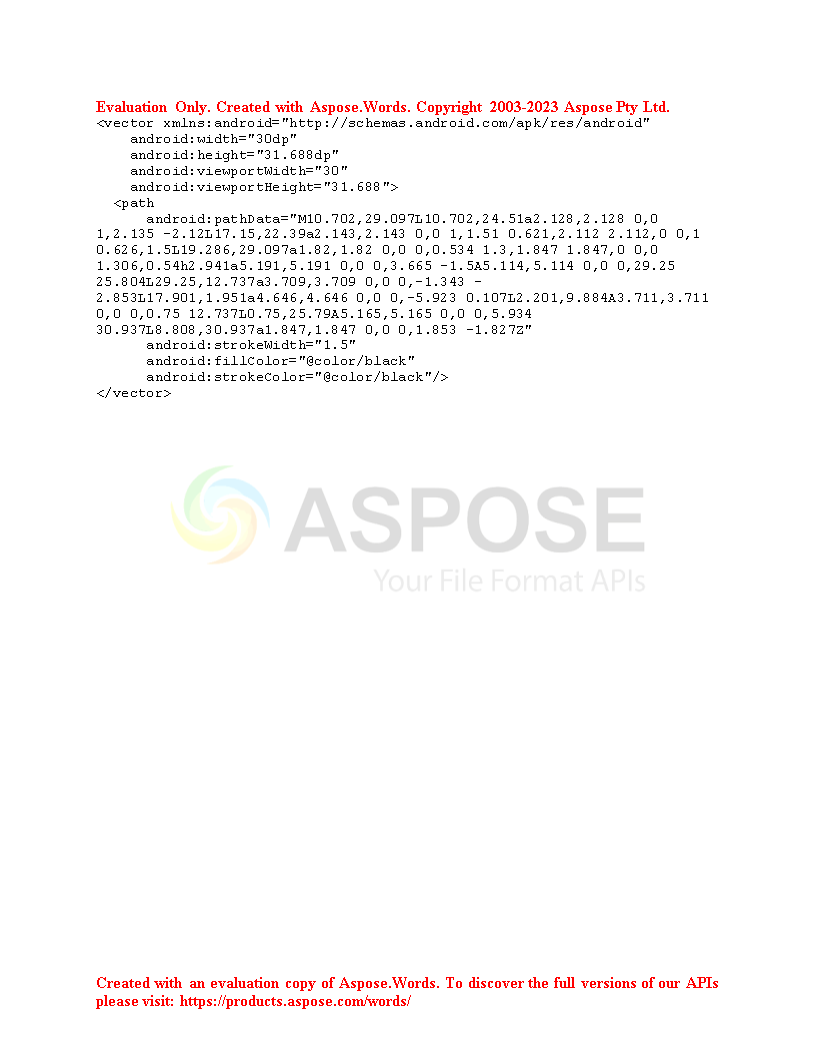 Evaluation Only. Created with Aspose.Words. Copyright 2003-2023 Aspose Pty Ltd.
<vector xmlns:android="http://schemas.android.com/apk/res/android"
    android:width="30dp"
    android:height="31.688dp"
    android:viewportWidth="30"
    android:viewportHeight="31.688">
  <path
      android:pathData="M10.702,29.097L10.702,24.51a2.128,2.128 0,0
1,2.135 -2.12L17.15,22.39a2.143,2.143 0,0 1,1.51 0.621,2.112 2.112,0 0,1
0.626,1.5L19.286,29.097a1.82,1.82 0,0 0,0.534 1.3,1.847 1.847,0 0,0
1.306,0.54h2.941a5.191,5.191 0,0 0,3.665 -1.5A5.114,5.114 0,0 0,29.25
25.804L29.25,12.737a3.709,3.709 0,0 0,-1.343 -
2.853L17.901,1.951a4.646,4.646 0,0 0,-5.923 0.107L2.201,9.884A3.711,3.711
0,0 0,0.75 12.737L0.75,25.79A5.165,5.165 0,0 0,5.934
30.937L8.808,30.937a1.847,1.847 0,0 0,1.853 -1.827Z"
      android:strokeWidth="1.5"
      android:fillColor="@color/black"
      android:strokeColor="@color/black"/>
</vector>
ASPOSE
Your File Format APIs
Created with an evaluation copy of Aspose.Words. To discover the full versions of our APIs
please visit: https://products.aspose.com/words/